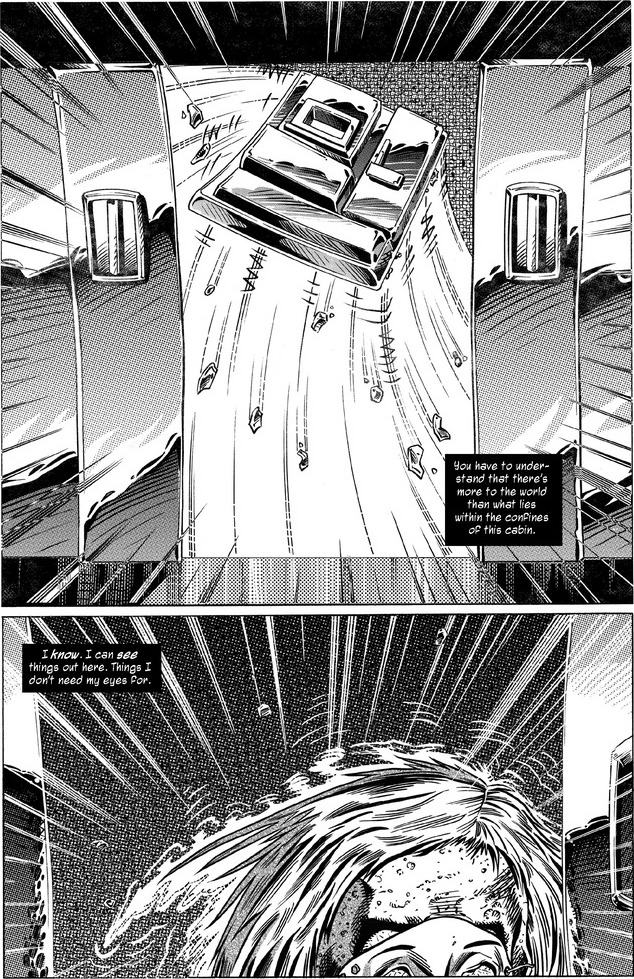 You have to under-
stand that there's
more to the world
than what lies
within the confines
of this cabin.
I know. I can see
things out here. Things I
don't need my eyes for.